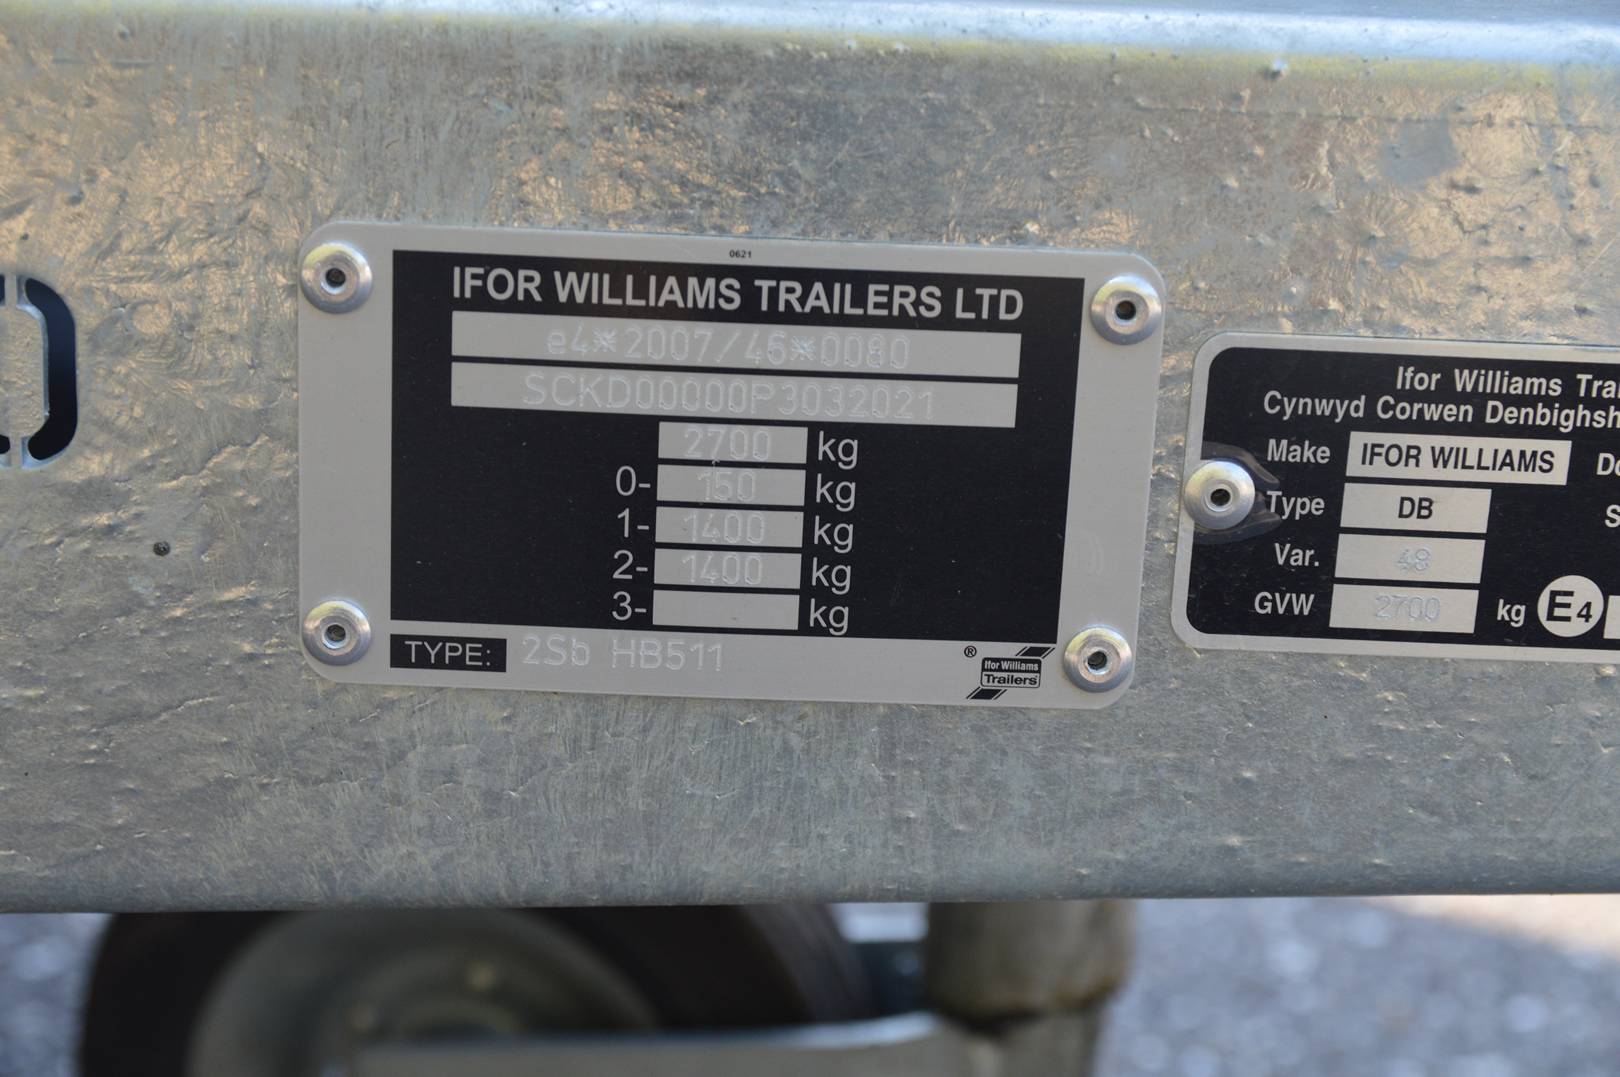 0621
IFOR WILLIAMS TRAILERS LTD
e4*2007/46*0080
SCKD00000P3032021
2700 kg
0- 150 kg
1- 1400 kg
2- 1400 kg
3- kg
TYPE: 2Sb HB511
®
Ifor Williams
Trailers
Ifor Williams
Cynwyd Corwen
Make IFOR WILLIAMS
Type DB
Var. 48
GVW 2700 kg E4